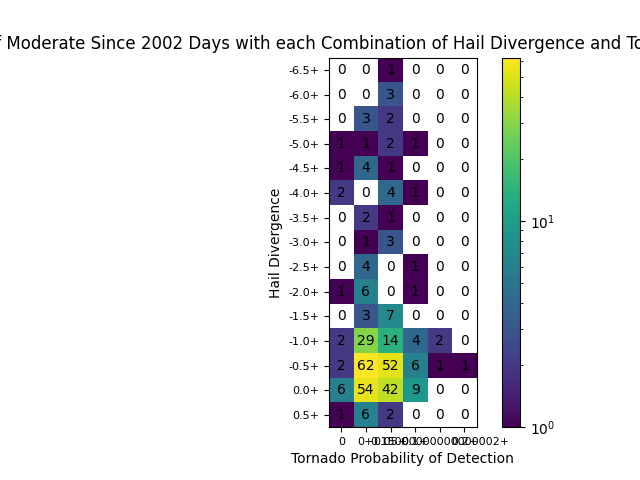 of Moderate Since 2002 Days with each Combination of Hail Divergence and To
-6.5+ 0 0 1 0 0 0
-6.0+ 0 0 3 0 0 0
-5.5+ 0 3 2 0 0 0
-5.0+ 1 1 2 1 0 0
-4.5+ 1 4 1 0 0 0
-4.0+ 2 0 4 1 0 0
-3.5+ 0 2 1 0 0 0
-3.0+ 0 1 3 0 0 0
-2.5+ 0 4 0 1 0 0
-2.0+ 1 6 0 1 0 0
-1.5+ 0 3 7 0 0 0
-1.0+ 2 29 14 4 2 0
-0.5+ 2 62 52 6 1 1
0.0+ 6 54 42 9 0 0
0.5+ 1 6 2 0 0 0
0
Hail Divergence
Tornado Probability of Detection
10¹
10⁰